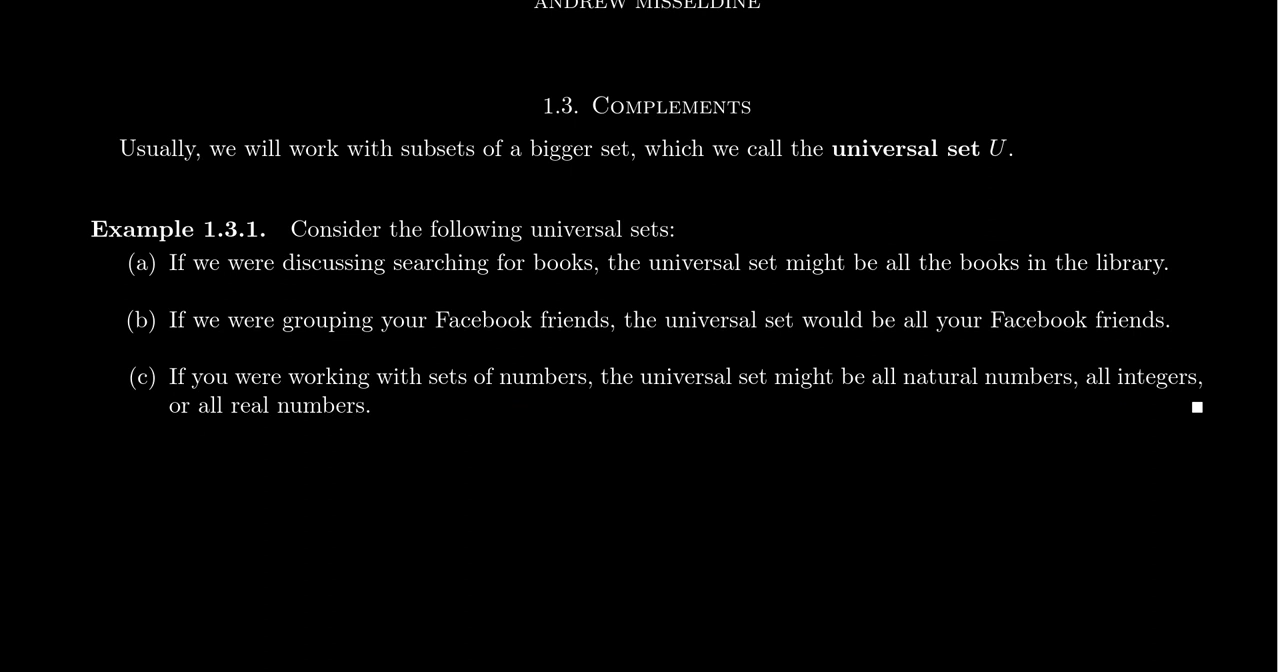 ANDREW MISSELDINE
1.3. COMPLEMENTS
Usually, we will work with subsets of a bigger set, which we call the universal set U.
Example 1.3.1. Consider the following universal sets:
(a) If we were discussing searching for books, the universal set might be all the books in the library.
(b) If we were grouping your Facebook friends, the universal set would be all your Facebook friends.
(c) If you were working with sets of numbers, the universal set might be all natural numbers, all integers,
or all real numbers.